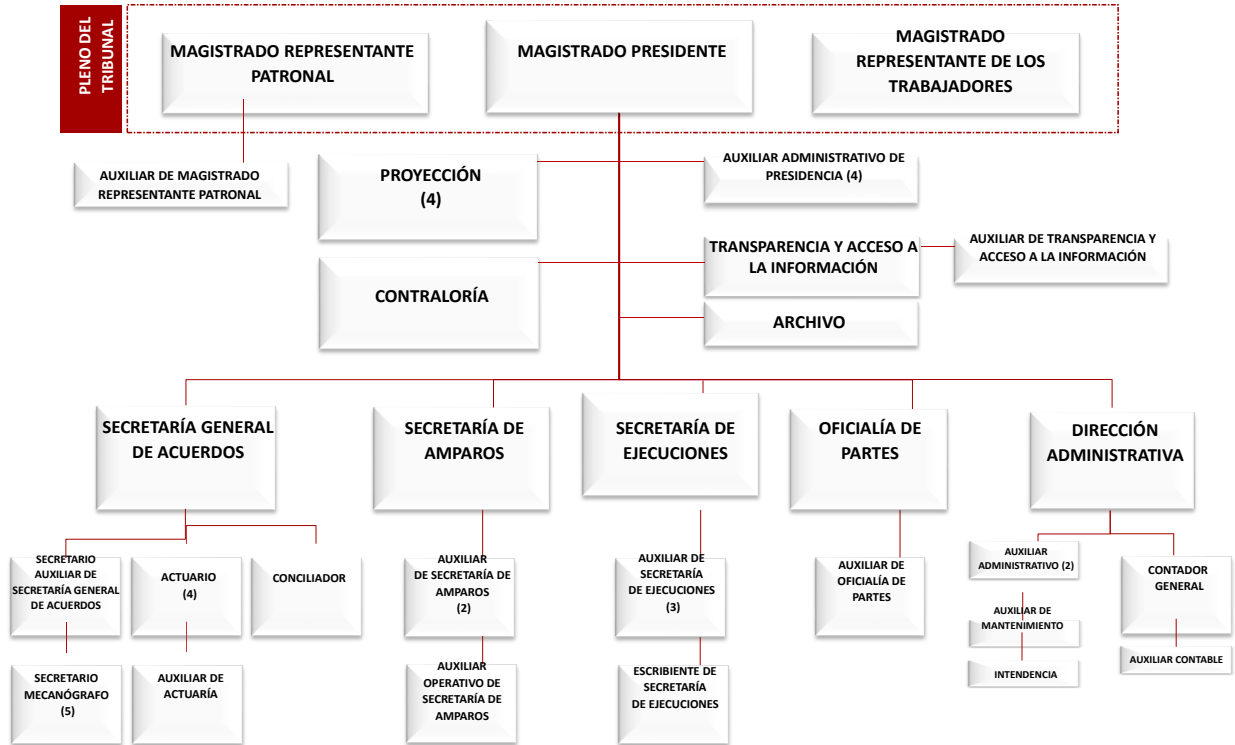 PLENO DEL
TRIBUNAL
MAGISTRADO REPRESENTANTE
PATRONAL
MAGISTRADO PRESIDENTE
MAGISTRADO
REPRESENTANTE DE LOS
TRABAJADORES
AUXILIAR DE MAGISTRADO
REPRESENTANTE PATRONAL
PROYECCIÓN
(4)
AUXILIAR ADMINISTRATIVO DE
PRESIDENCIA (4)
CONTRALORÍA
TRANSPARENCIA Y ACCESO A
LA INFORMACIÓN
AUXILIAR DE TRANSPARENCIA Y
ACCESO A LA INFORMACIÓN
ARCHIVO
SECRETARÍA GENERAL
DE ACUERDOS
SECRETARÍA DE
AMPAROS
SECRETARÍA DE
EJECUCIONES
OFICIALÍA DE
PARTES
DIRECCIÓN
ADMINISTRATIVA
SECRETARIO
AUXILIAR DE
SECRETARÍA GENERAL
DE ACUERDOS
ACTUARIO
(4)
CONCILIADOR
AUXILIAR
DE SECRETARÍA DE
AMPAROS
(2)
AUXILIAR DE
SECRETARÍA
DE EJECUCIONES
(3)
AUXILIAR DE
OFICIALÍA DE
PARTES
AUXILIAR
ADMINISTRATIVO (2)
CONTADOR
GENERAL
AUXILIAR DE
MANTENIMIENTO
INTENDENCIA
AUXILIAR CONTABLE
SECRETARIO
MECANÓGRAFO
(5)
AUXILIAR DE
ACTUARÍA
AUXILIAR
OPERATIVO DE
SECRETARÍA DE
AMPAROS
ESCRIBIENTE DE
SECRETARÍA
DE EJECUCIONES